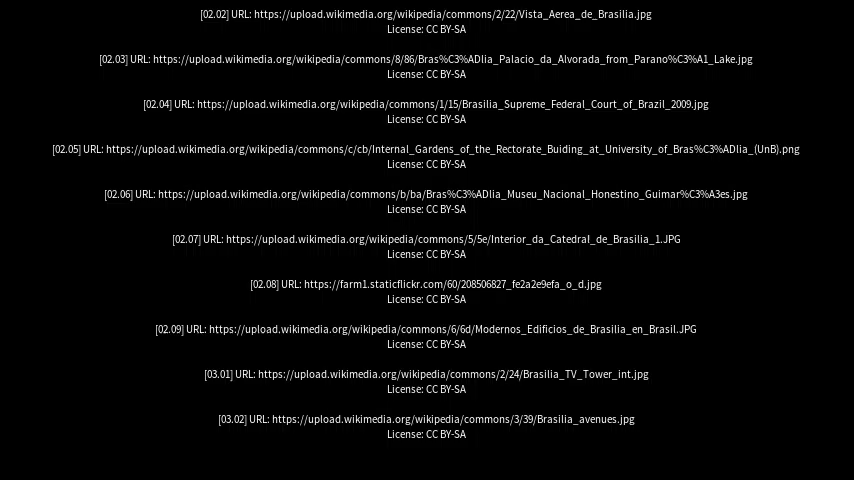 [02.02] URL: https://upload.wikimedia.org/wikipedia/commons/2/22/Vista_Aerea_de_Brasilia.jpg
License: CC BY-SA
[02.03] URL: https://upload.wikimedia.org/wikipedia/commons/8/86/Bras%C3%ADlia_Palacio_da_Alvorada_from_Parano%C3%A1_Lake.jpg
License: CC BY-SA
[02.04] URL: https://upload.wikimedia.org/wikipedia/commons/1/15/Brasilia_Supreme_Federal_Court_of_Brazil_2009.jpg
License: CC BY-SA
[02.05] URL: https://upload.wikimedia.org/wikipedia/commons/c/cb/Internal_Gardens_of_the_Rectorate_Buiding_at_University_of_Bras%C3%ADlia_(UnB).png
License: CC BY-SA
[02.06] URL: https://upload.wikimedia.org/wikipedia/commons/b/ba/Bras%C3%ADlia_Museu_Nacional_Honestino_Guimar%C3%A3es.jpg
License: CC BY-SA
[02.07] URL: https://upload.wikimedia.org/wikipedia/commons/5/5e/Interior_da_Catedral_de_Brasilia_1.JPG
License: CC BY-SA
[02.08] URL: https://farm1.staticflickr.com/60/208506827_fe2a2e9efa_o_d.jpg
License: CC BY-SA
[02.09] URL: https://upload.wikimedia.org/wikipedia/commons/6/6d/Modernos_Edificios_de_Brasilia_en_Brasil.JPG
License: CC BY-SA
[03.01] URL: https://upload.wikimedia.org/wikipedia/commons/2/24/Brasilia_TV_Tower_int.jpg
License: CC BY-SA
[03.02] URL: https://upload.wikimedia.org/wikipedia/commons/3/39/Brasilia_avenues.jpg
License: CC BY-SA